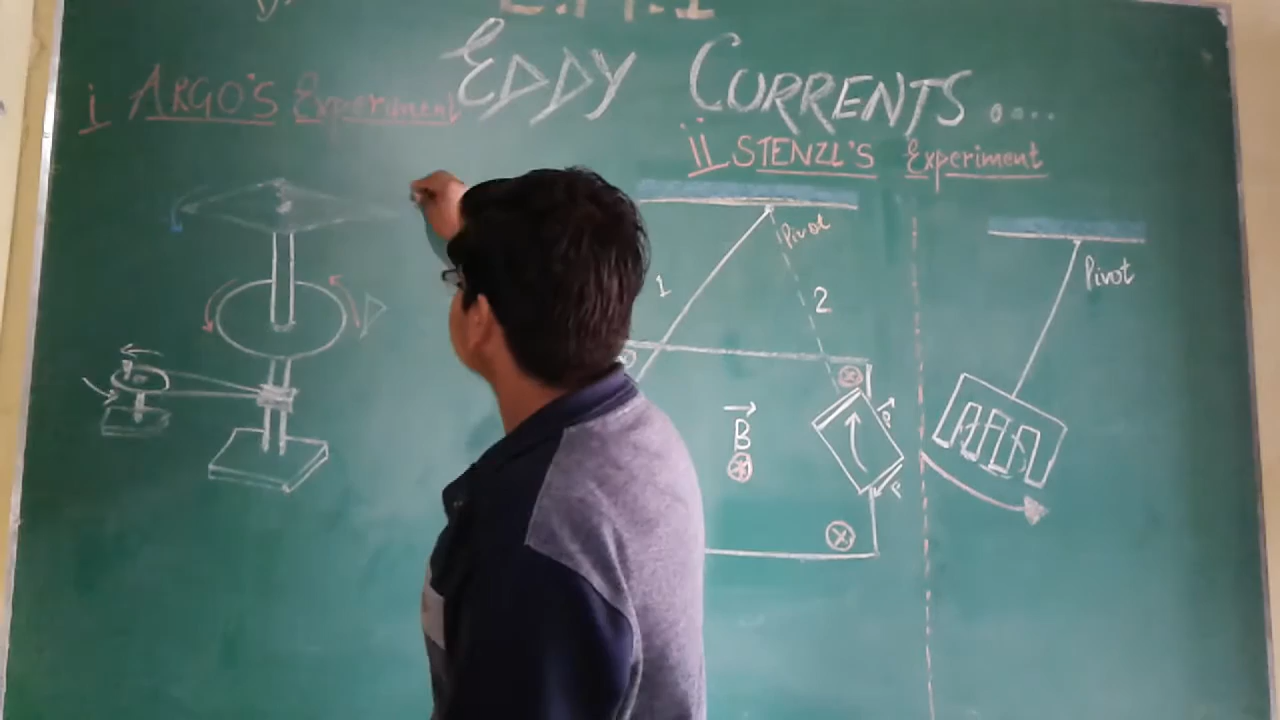 E.M.I
EDDY CURRENTS....
i ARGO'S Experiment
ii STENZL'S Experiment
Pivot
1
2
Pivot
D
B
F